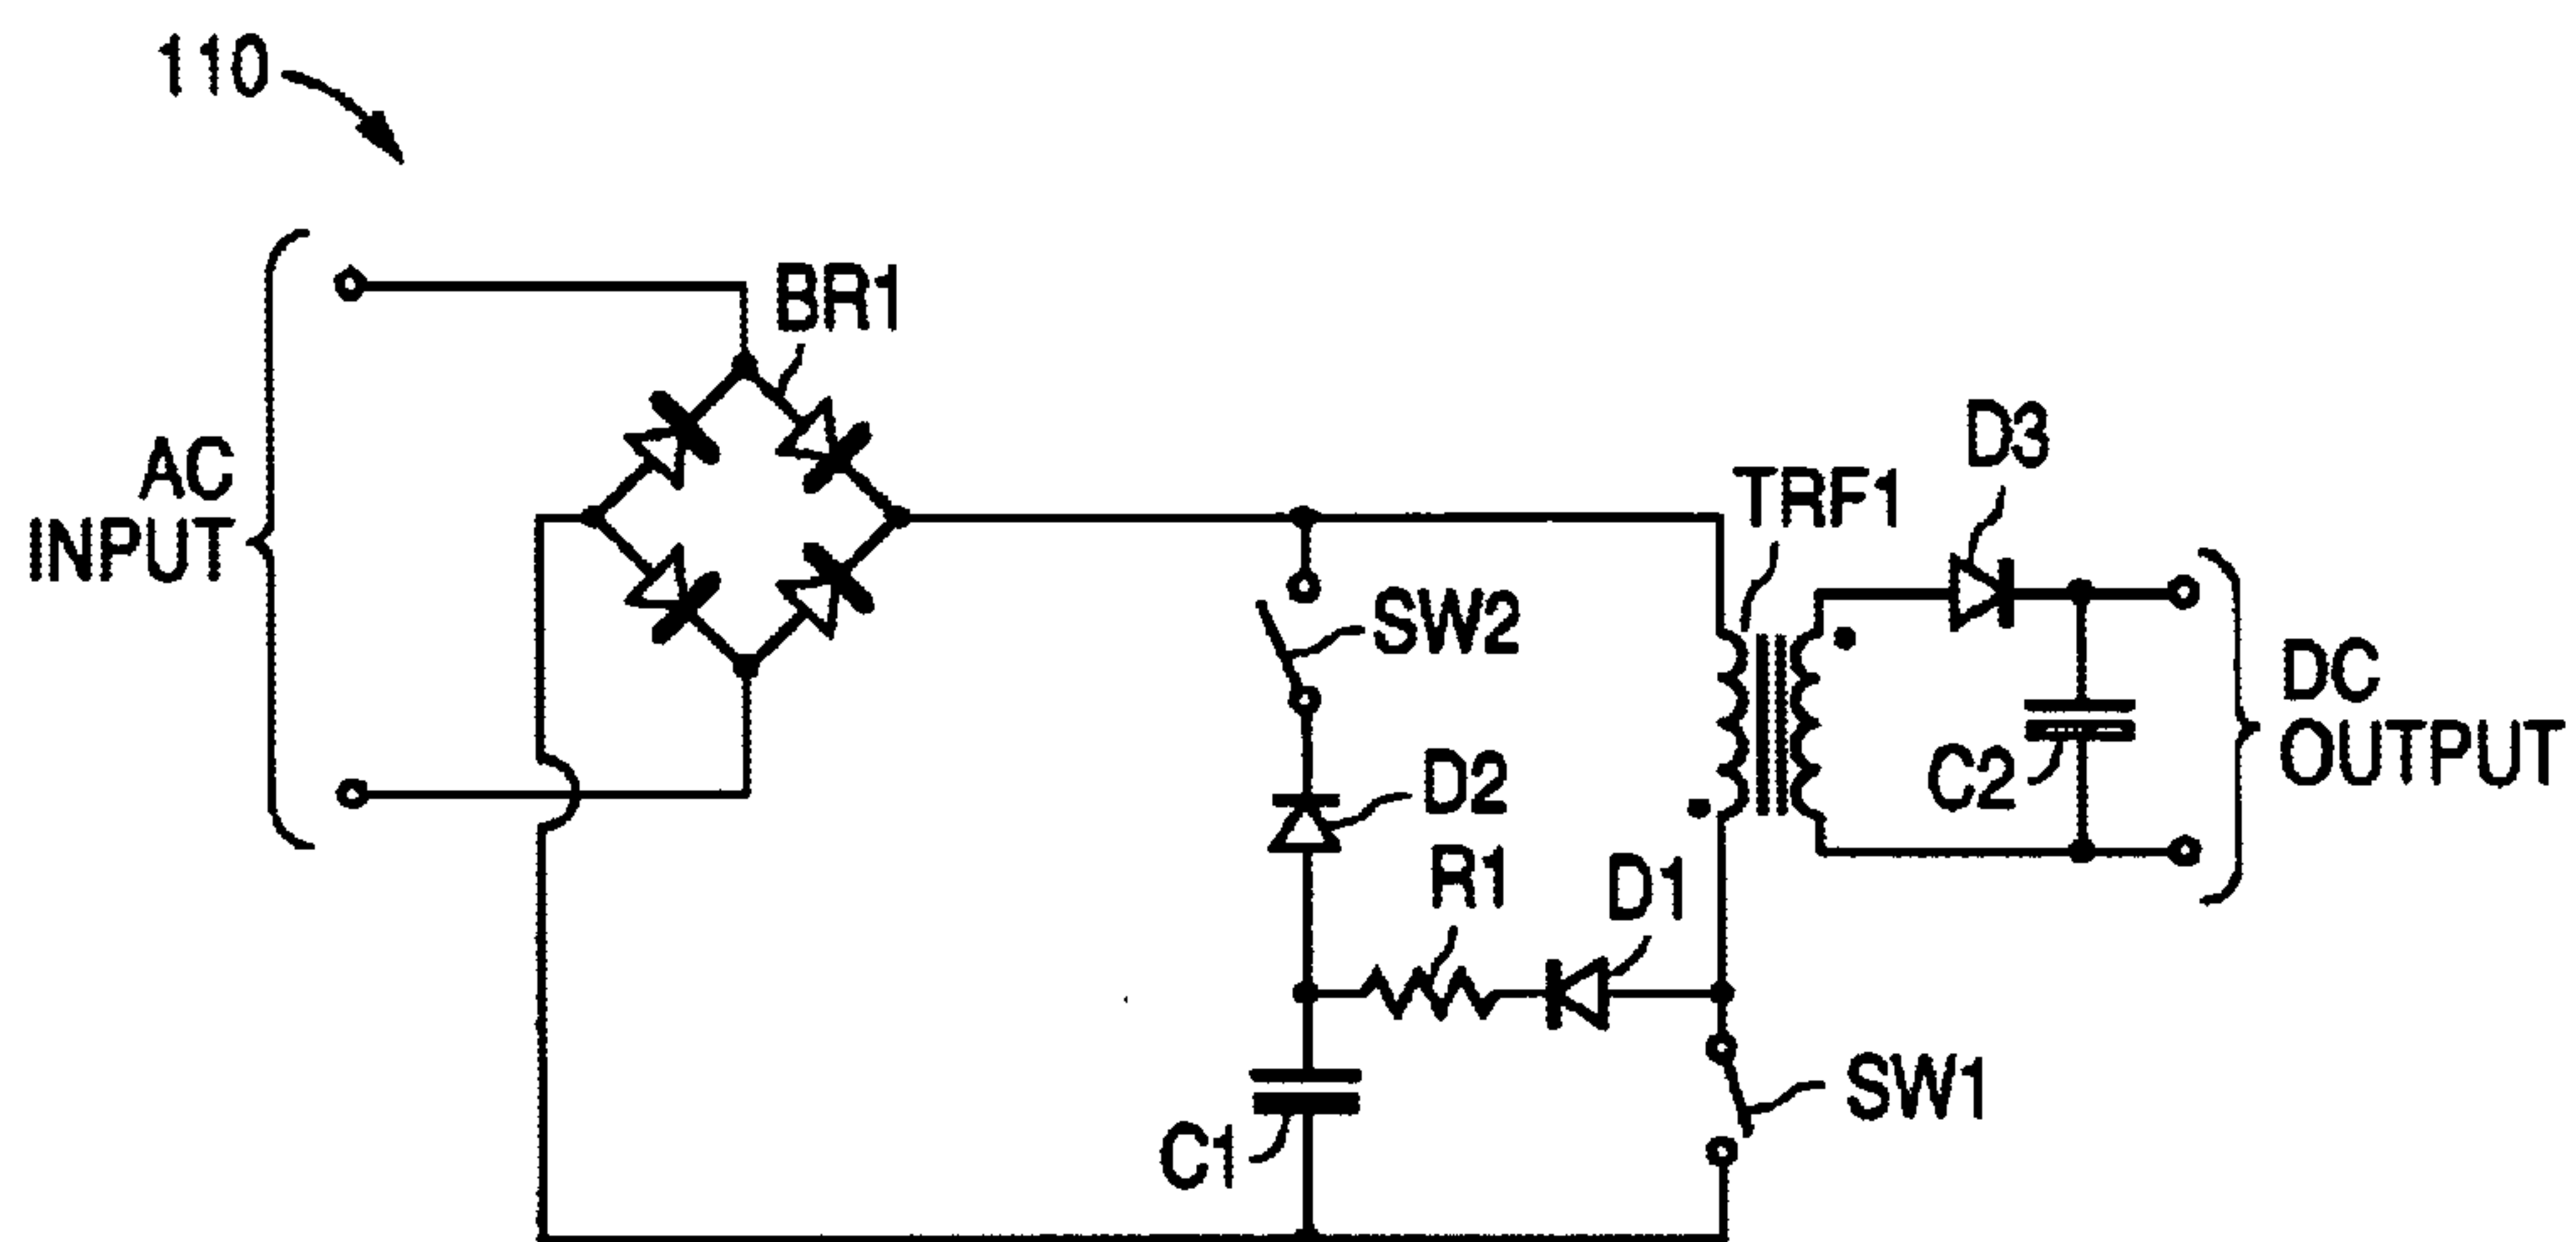 110
BR1
AC
INPUT
D3
TRF1
SW2
DC
OUTPUT
D2
C2
R1
D1
SW1
C1